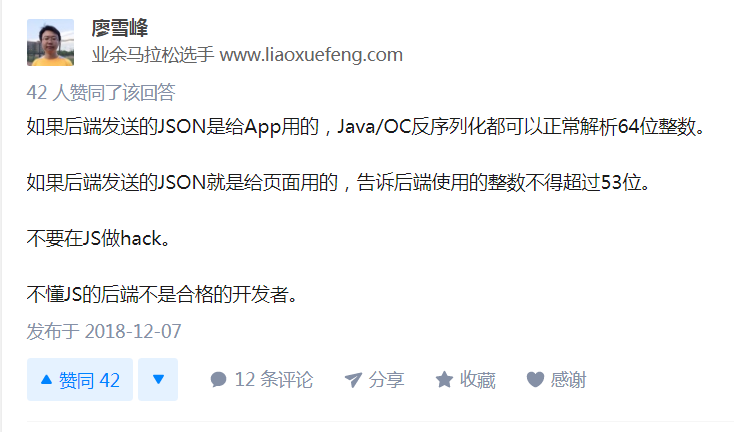 廖雪峰
业余马拉松选手 www.liaoxuefeng.com
42 人赞同了该回答
如果后端发送的JSON是给App用的，Java/OC反序列化都可以正常解析64位整数。
如果后端发送的JSON就是给页面用的，告诉后端使用的整数不得超过53位。
不要在JS做hack。
不懂JS的后端不是合格的开发者。
发布于 2018-12-07
赞同 42 12 条评论 分享 收藏 感谢